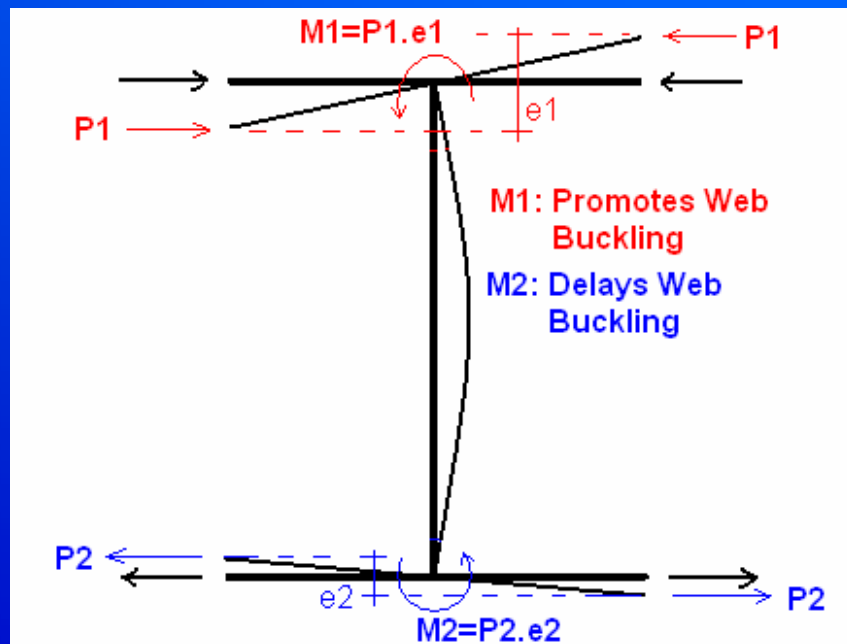 M1=P1.e1
P1
P1
e1
M1: Promotes Web
Buckling
M2: Delays Web
Buckling
P2
e2
P2
M2=P2.e2